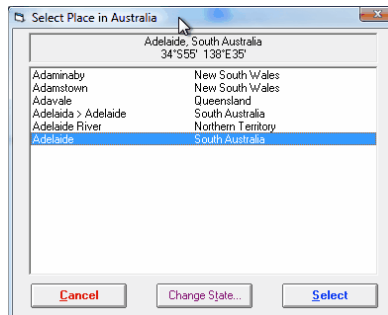 Select Place in Australia
Adelaide, South Australia
34°S55' 138°E35'
Adaminaby New South Wales
Adamstown New South Wales
Adavale Queensland
Adelaida > Adelaide South Australia
Adelaide River Northern Territory
Adelaide South Australia
Cancel Change State... Select